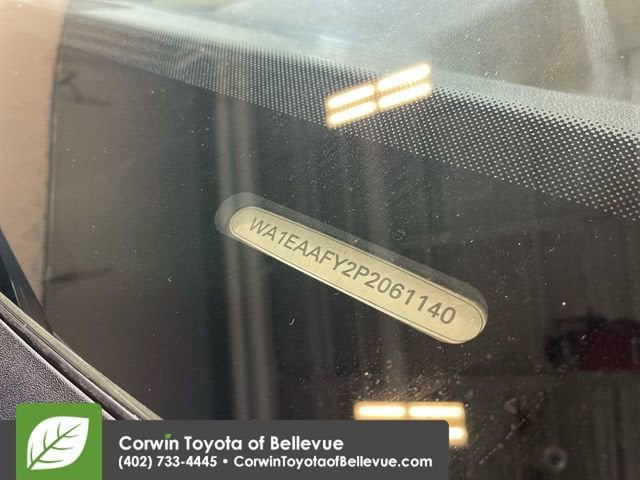 WA1EAAFY2P2061140
Corwin Toyota of Bellevue
(402) 733-4445 • CorwinToyotaofBellevue.com